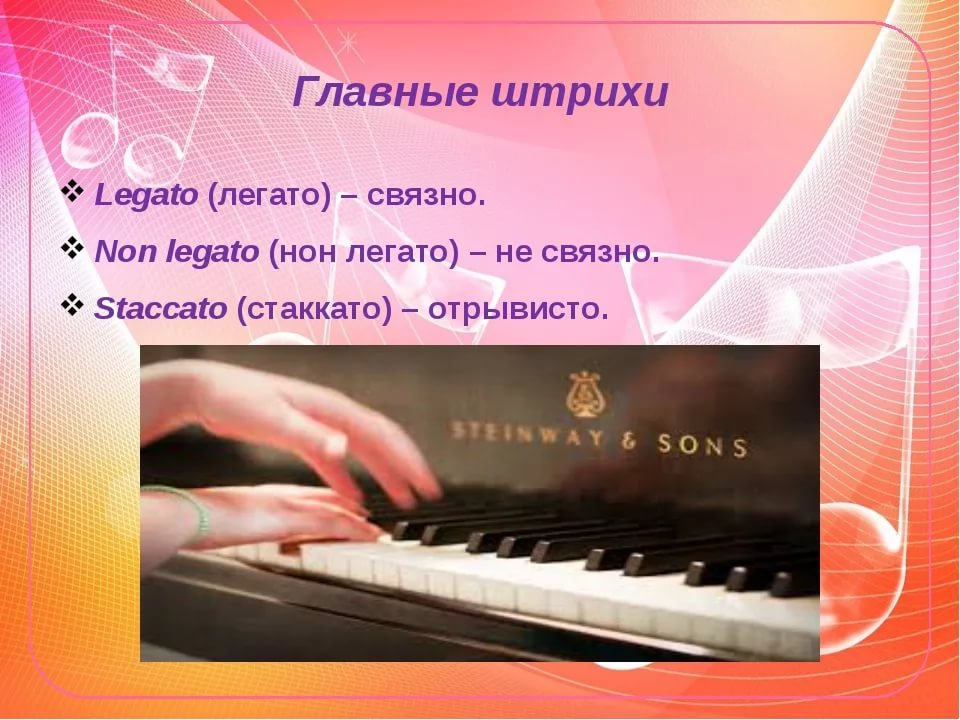 Главные штрихи
❖ Legato (легато) – связно.
❖ Non legato (нон легато) – не связно.
❖ Staccato (стаккато) – отрывисто.
STEINWAY & SONS